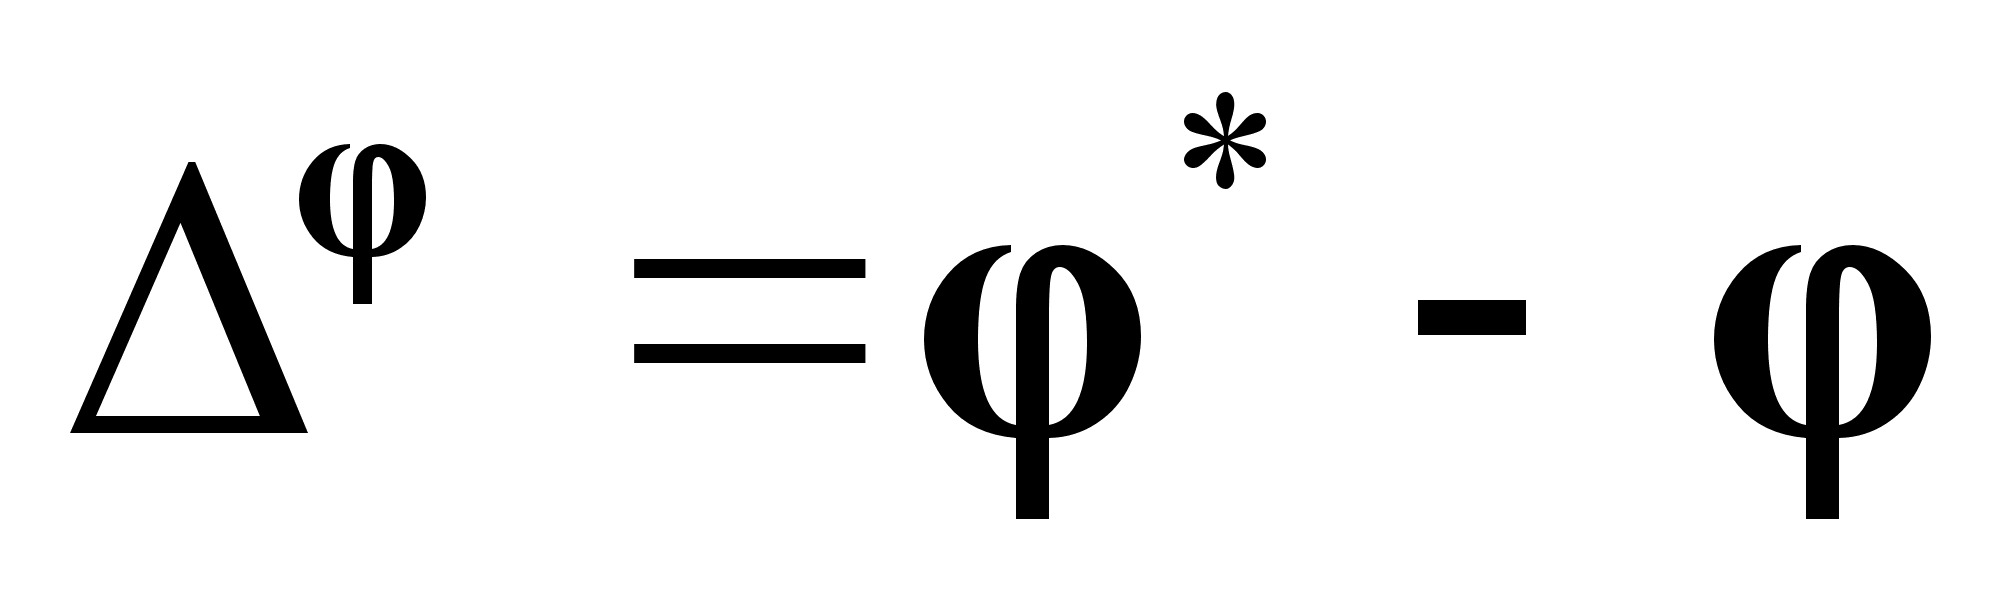 Δ^φ = φ* - φ